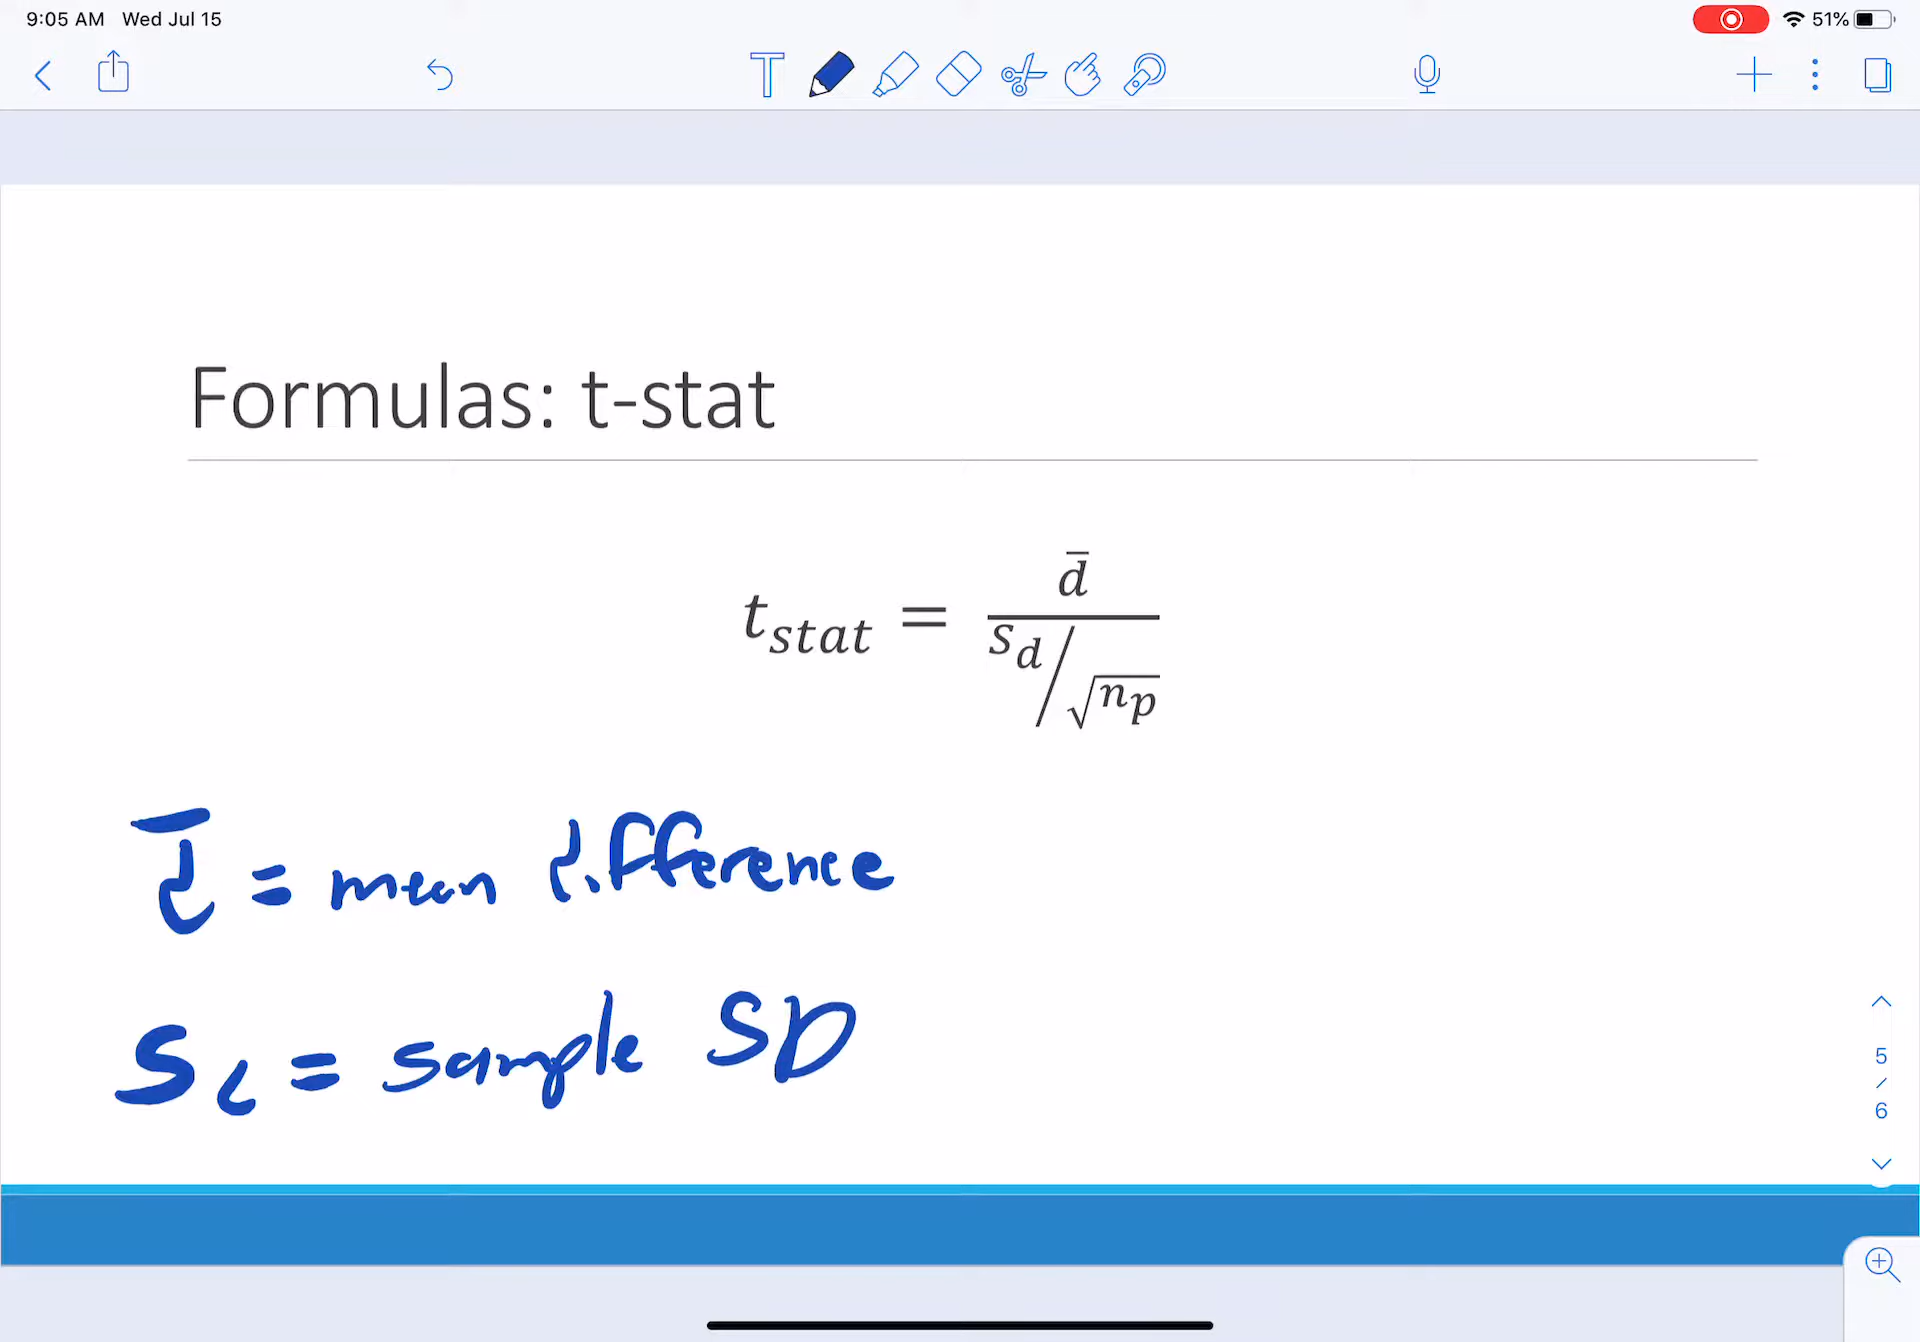 9:05 AM Wed Jul 15
51%
Formulas: t-stat
t_stat = d̄ / (s_d / √n_p)
d̄ = mean difference
S_d = sample SD
5
/
6